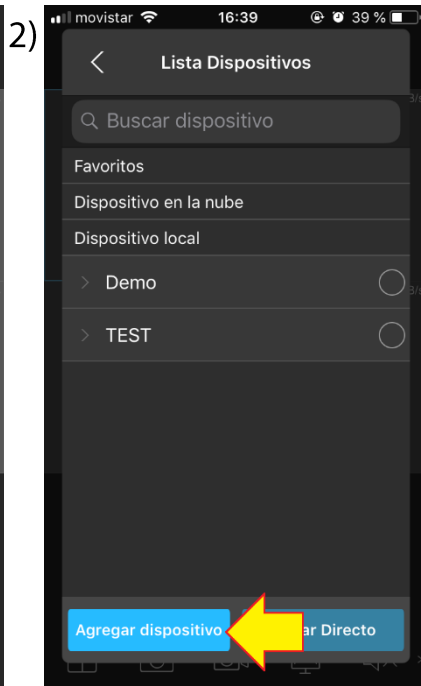 2)
movistar 16:39 39 %
Lista Dispositivos
Buscar dispositivo
Favoritos
Dispositivo en la nube
Dispositivo local
Demo
TEST
Agregar dispositivo
Directo